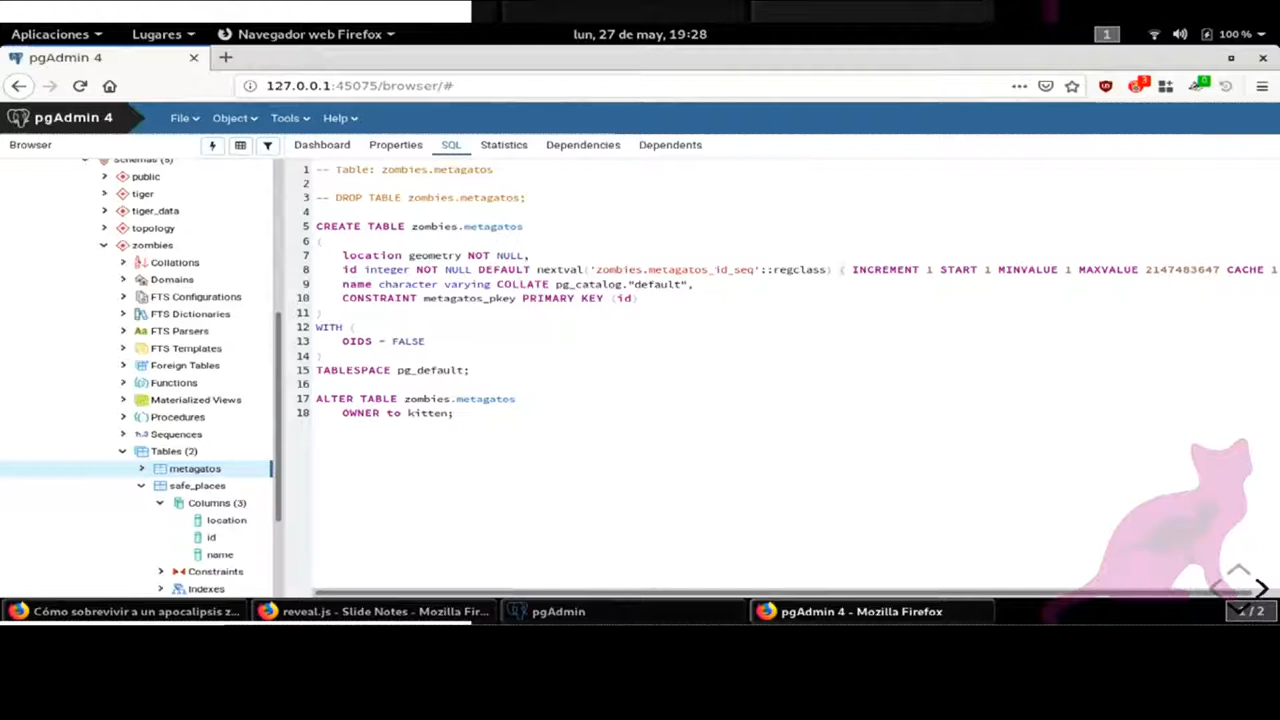 Aplicaciones Lugares Navegador web Firefox lun, 27 de may, 19:28 1 100 %
pgAdmin 4
127.0.0.1:45075/browser/# 3 0
pgAdmin 4 File Object Tools Help
Browser Dashboard Properties SQL Statistics Dependencies Dependents
schemas (5)
public
tiger
tiger_data
topology
zombies
Collations
Domains
FTS Configurations
FTS Dictionaries
FTS Parsers
FTS Templates
Foreign Tables
Functions
Materialized Views
Procedures
Sequences
Tables (2)
metagatos
safe_places
Columns (3)
location
id
name
Constraints
Indexes
1 -- Table: zombies.metagatos
2
3 -- DROP TABLE zombies.metagatos;
4
5 CREATE TABLE zombies.metagatos
6 (
7 location geometry NOT NULL,
8 id integer NOT NULL DEFAULT nextval('zombies.metagatos_id_seq'::regclass) ( INCREMENT 1 START 1 MINVALUE 1 MAXVALUE 2147483647 CACHE 1
9 name character varying COLLATE pg_catalog."default",
10 CONSTRAINT metagatos_pkey PRIMARY KEY (id)
11 )
12 WITH (
13 OIDS = FALSE
14 )
15 TABLESPACE pg_default;
16
17 ALTER TABLE zombies.metagatos
18 OWNER to kitten;
Cómo sobrevivir a un apocalipsis z... reveal.js - Slide Notes - Mozilla Fir... pgAdmin pgAdmin 4 - Mozilla Firefox 1 / 2